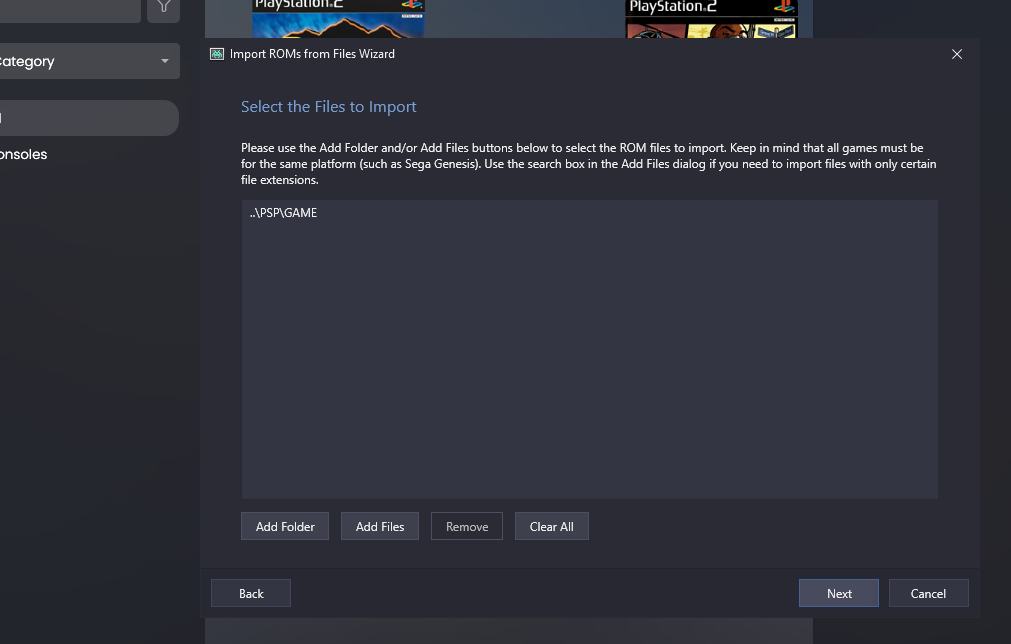 PlayStation.2
PlayStation.2
Import ROMs from Files Wizard
ategory
Select the Files to Import
onsoles
Please use the Add Folder and/or Add Files buttons below to select the ROM files to import. Keep in mind that all games must be
for the same platform (such as Sega Genesis). Use the search box in the Add Files dialog if you need to import files with only certain
file extensions.
..\PSP\GAME
Add Folder
Add Files
Remove
Clear All
Back
Next
Cancel